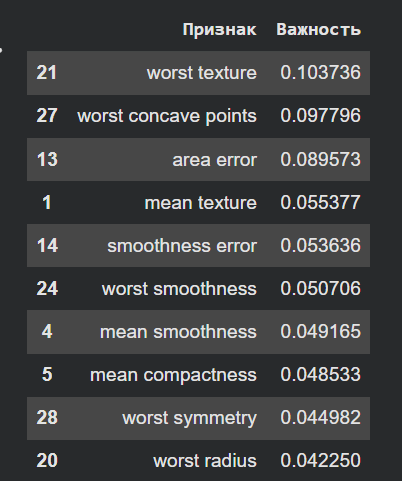 Признак Важность
21 worst texture 0.103736
27 worst concave points 0.097796
13 area error 0.089573
1 mean texture 0.055377
14 smoothness error 0.053636
24 worst smoothness 0.050706
4 mean smoothness 0.049165
5 mean compactness 0.048533
28 worst symmetry 0.044982
20 worst radius 0.042250